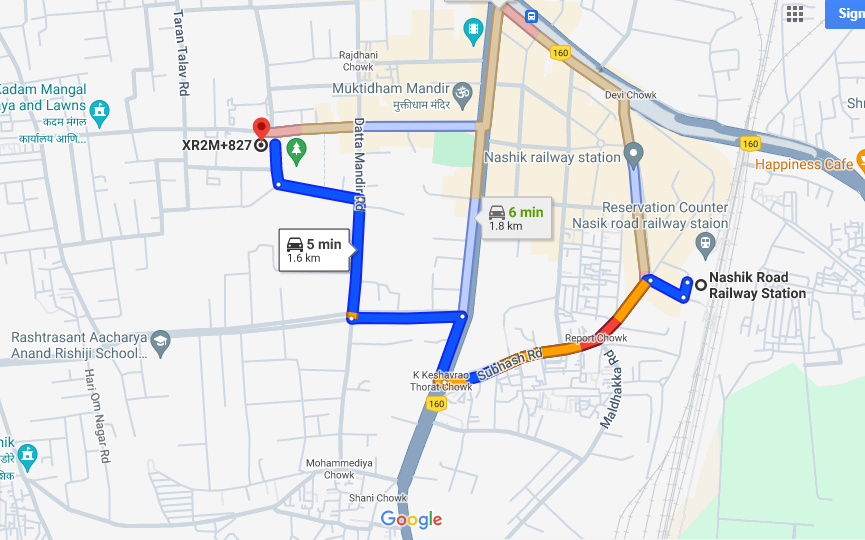 Sign
Taran Talav Rd
160
Rajdhani
Chowk
Muktidham Mandir
मुक्तीधाम मंदिर
Devi Chowk
Kadam Mangal
ya and Lawns
कदम मंगल
कार्यालय आणि...
XR2M+827
Datta Mandir Rd
160
Shr
Nashik railway station
Happiness Cafe
Reservation Counter
Nasik road railway staion
6 min
1.8 km
5 min
1.6 km
Nashik Road
Railway Station
Rashtrasant Aacharya
Anand Rishiji School...
Report Chowk
Subhash Rd
K Keshavrao
Thorat Chowk
160
Maldhakka Rd
Hari Om Nagar Rd
hik
डोरे
शिक
Mohammediya
Chowk
Shani Chowk
Google